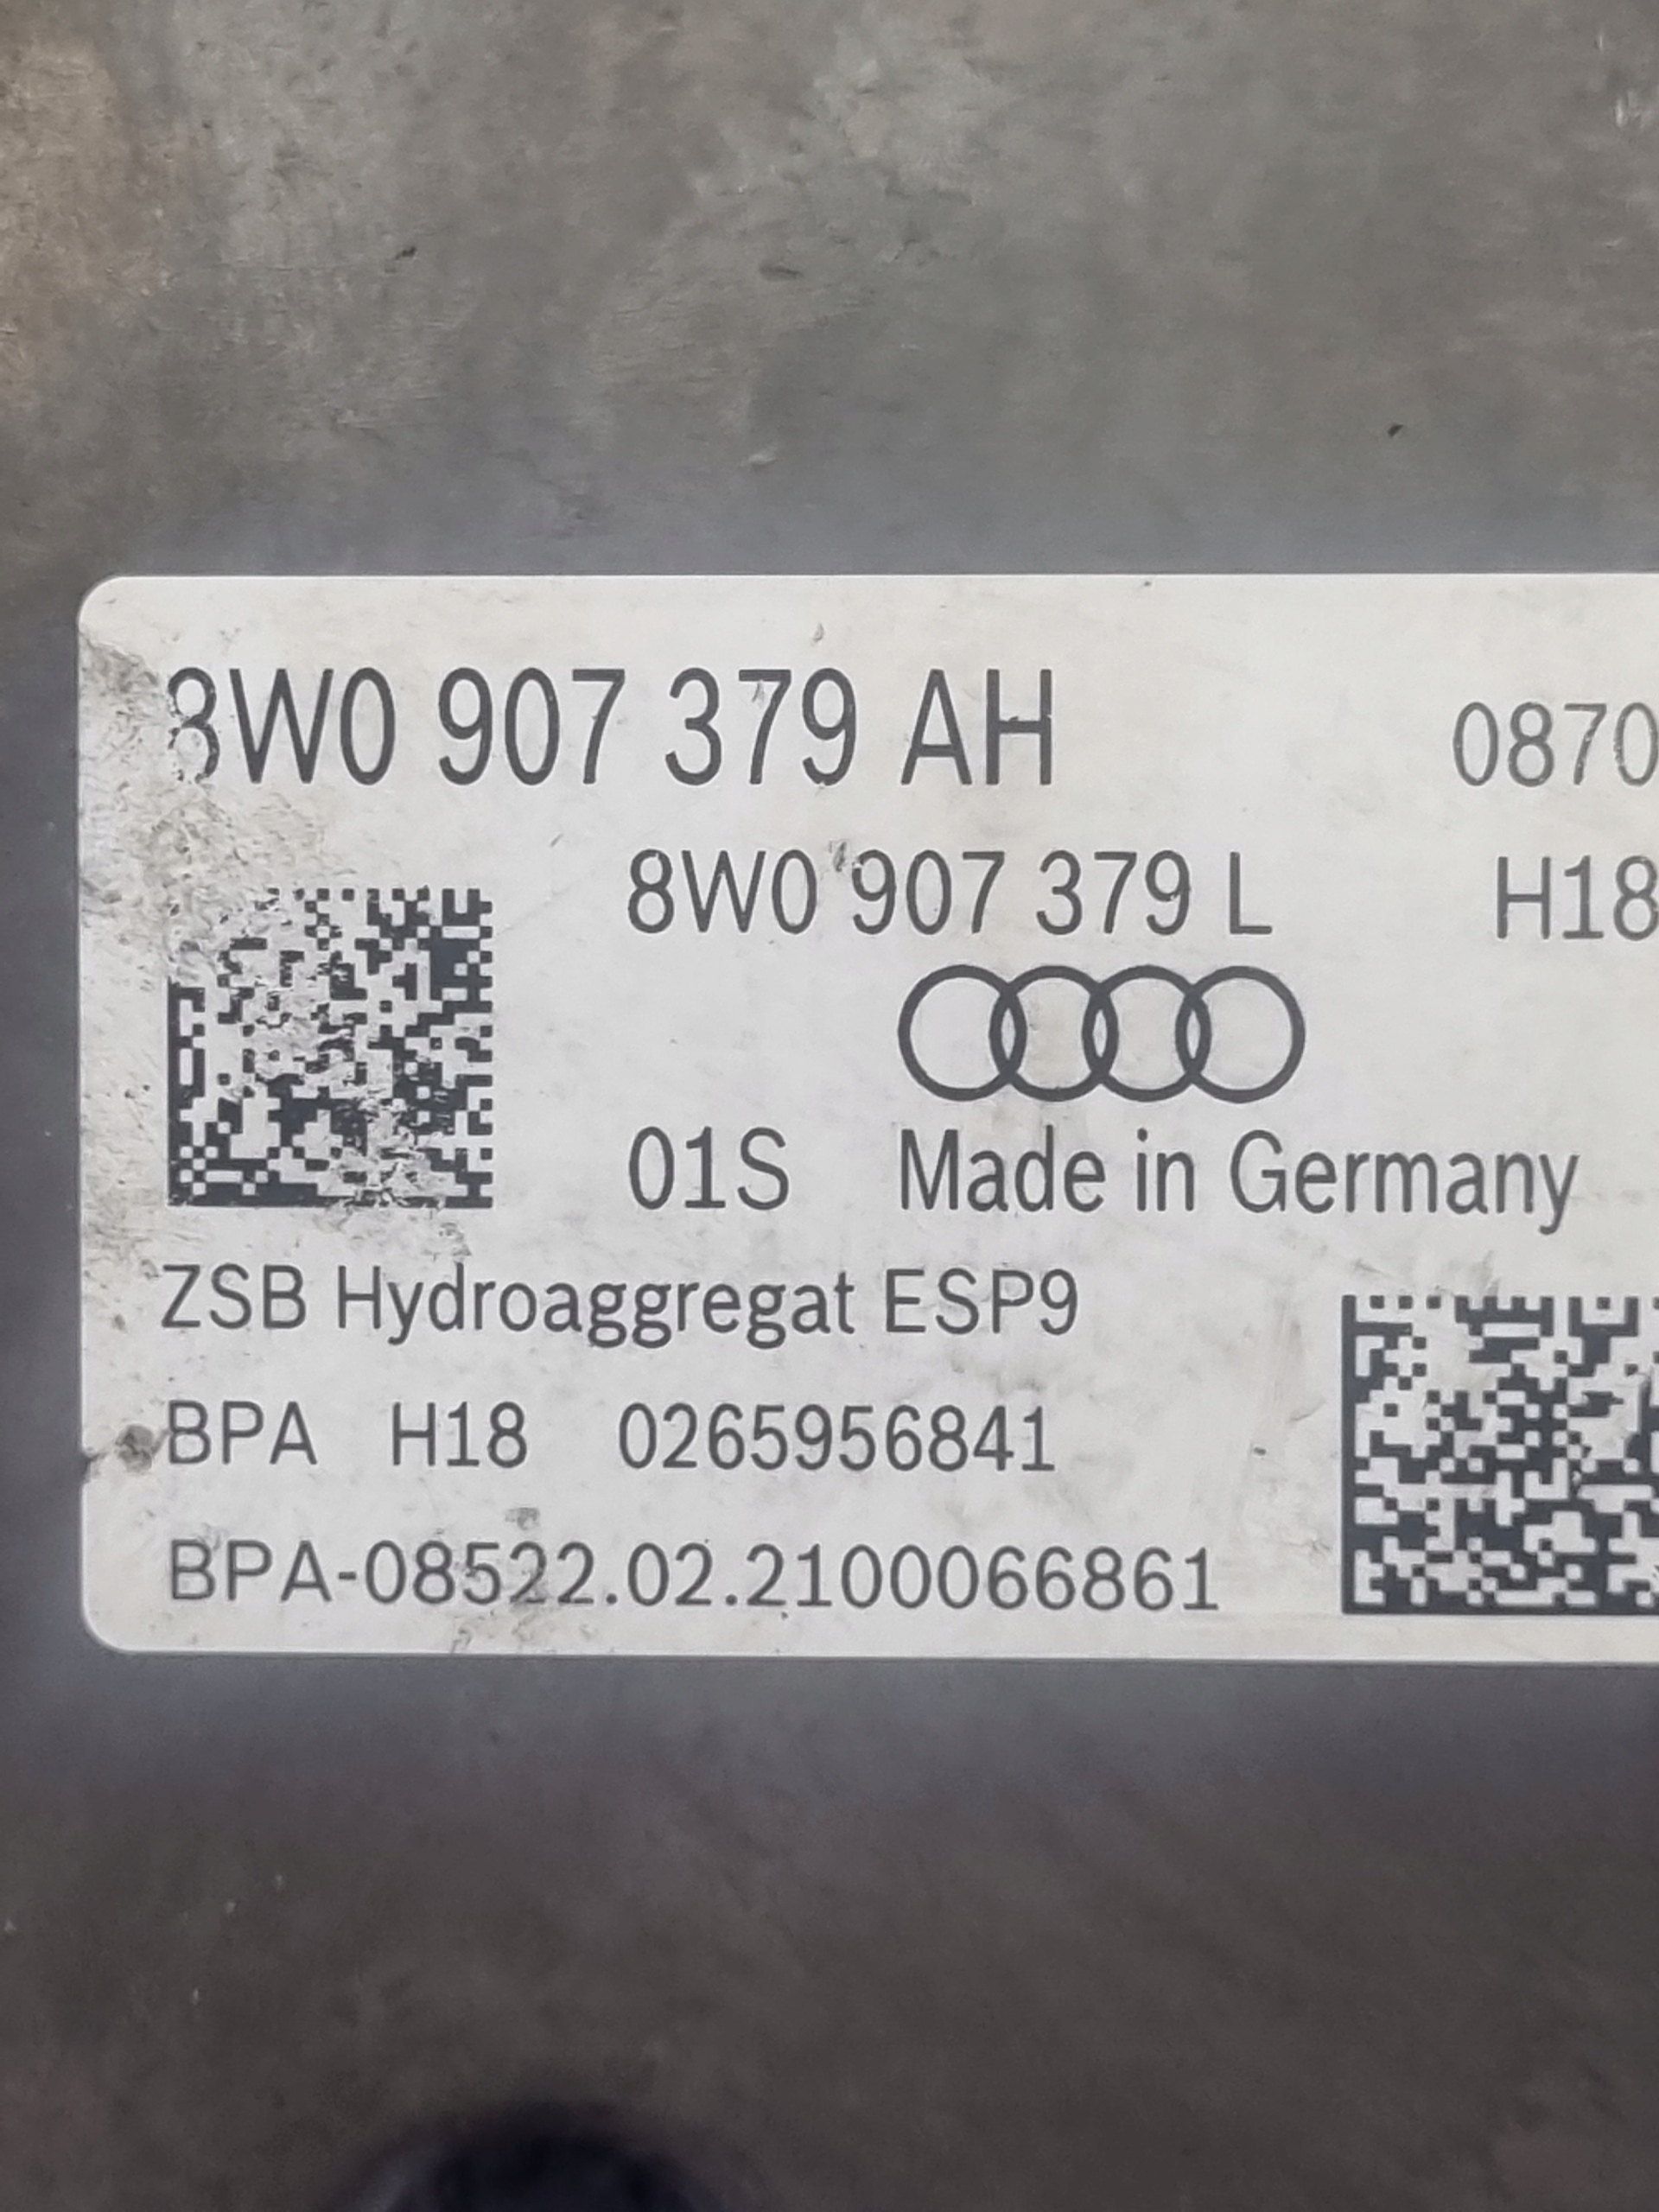 8W0 907 379 AH 0870
8W0 907 379 L H18
01S Made in Germany
ZSB Hydroaggregat ESP9
BPA H18 0265956841
BPA-08522.02.2100066861